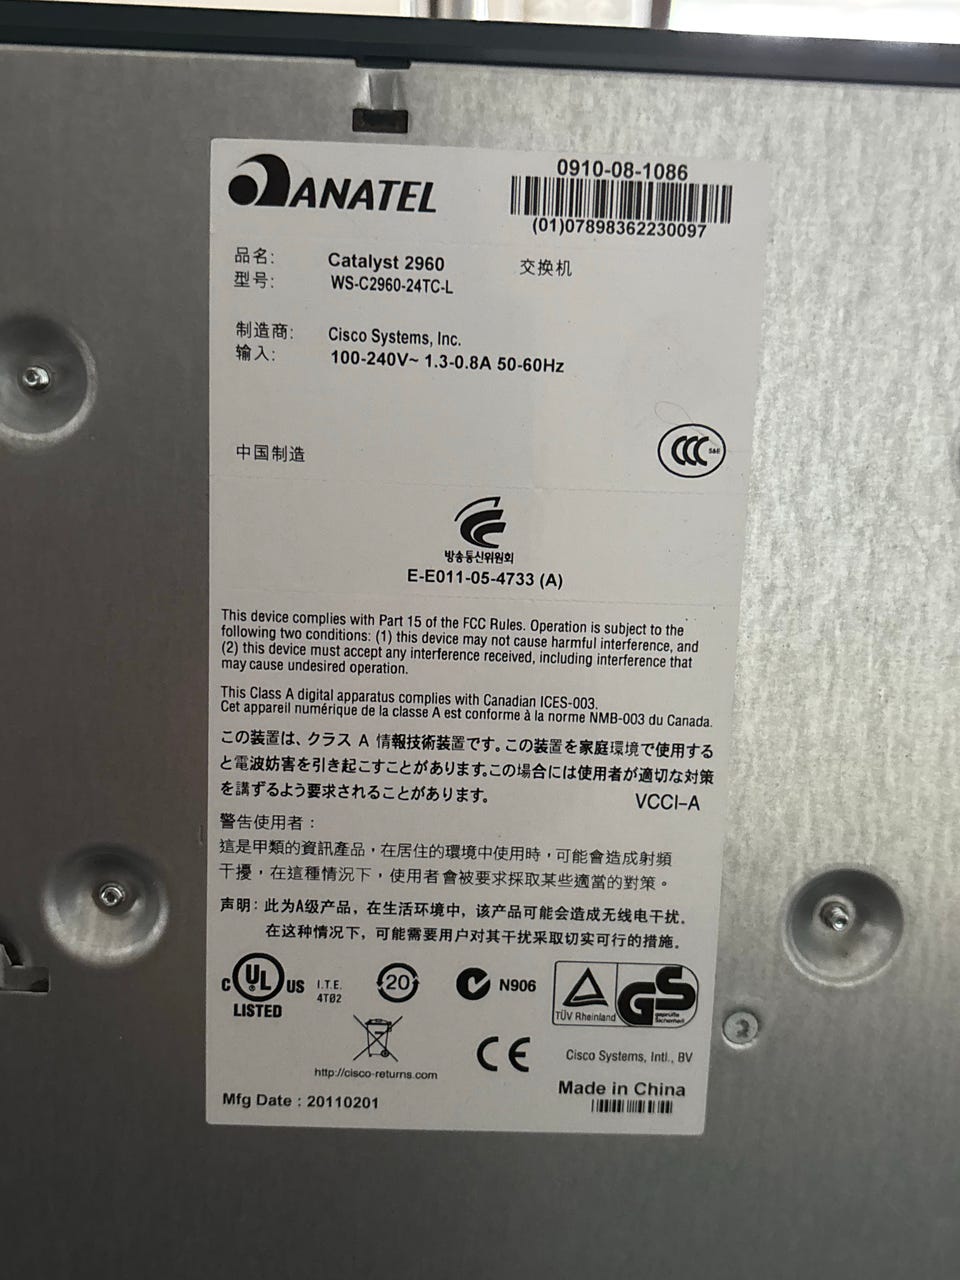 ANATEL
0910-08-1086
(01)07898362230097
品名: Catalyst 2960 交换机
型号: WS-C2960-24TC-L
制造商: Cisco Systems, Inc.
输入: 100-240V~ 1.3-0.8A 50-60Hz
中国制造
CCC S&E
방송통신위원회
E-E011-05-4733 (A)
This device complies with Part 15 of the FCC Rules. Operation is subject to the
following two conditions: (1) this device may not cause harmful interference, and
(2) this device must accept any interference received, including interference that
may cause undesired operation.
This Class A digital apparatus complies with Canadian ICES-003.
Cet appareil numérique de la classe A est conforme à la norme NMB-003 du Canada.
この装置は、クラス A 情報技術装置です。この装置を家庭環境で使用する
と電波妨害を引き起こすことがあります。この場合には使用者が適切な対策
を講ずるよう要求されることがあります。
VCCI-A
警告使用者：
這是甲類的資訊產品，在居住的環境中使用時，可能會造成射頻
干擾，在這種情況下，使用者會被要求採取某些適當的對策。
声明: 此为A级产品，在生活环境中，该产品可能会造成无线电干扰。
在这种情况下，可能需要用户对其干扰采取切实可行的措施。
C UL US LISTED
I.T.E.
4T02
20
N906
TÜV Rheinland
GS
geprüfte
Sicherheit
http://cisco-returns.com
CE
Cisco Systems, Intl., BV
Made in China
Mfg Date : 20110201